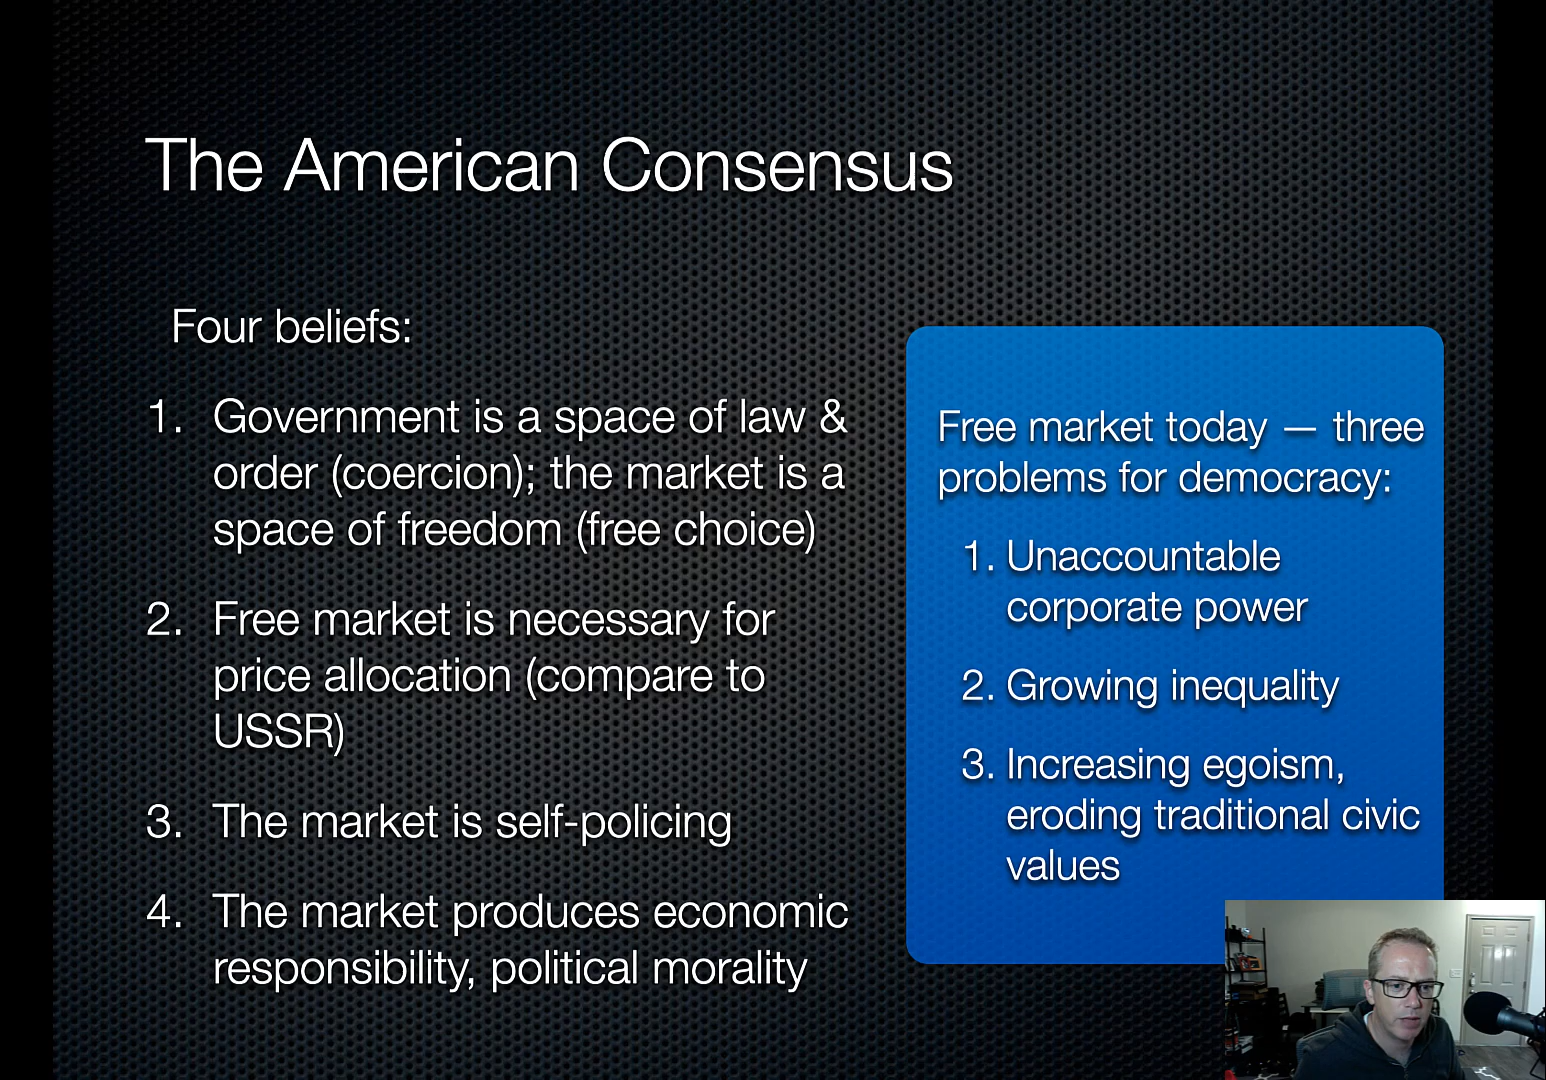 The American Consensus
Four beliefs:
1. Government is a space of law &
order (coercion); the market is a
space of freedom (free choice)
2. Free market is necessary for
price allocation (compare to
USSR)
3. The market is self-policing
4. The market produces economic
responsibility, political morality
Free market today — three
problems for democracy:
1. Unaccountable
corporate power
2. Growing inequality
3. Increasing egoism,
eroding traditional civic
values